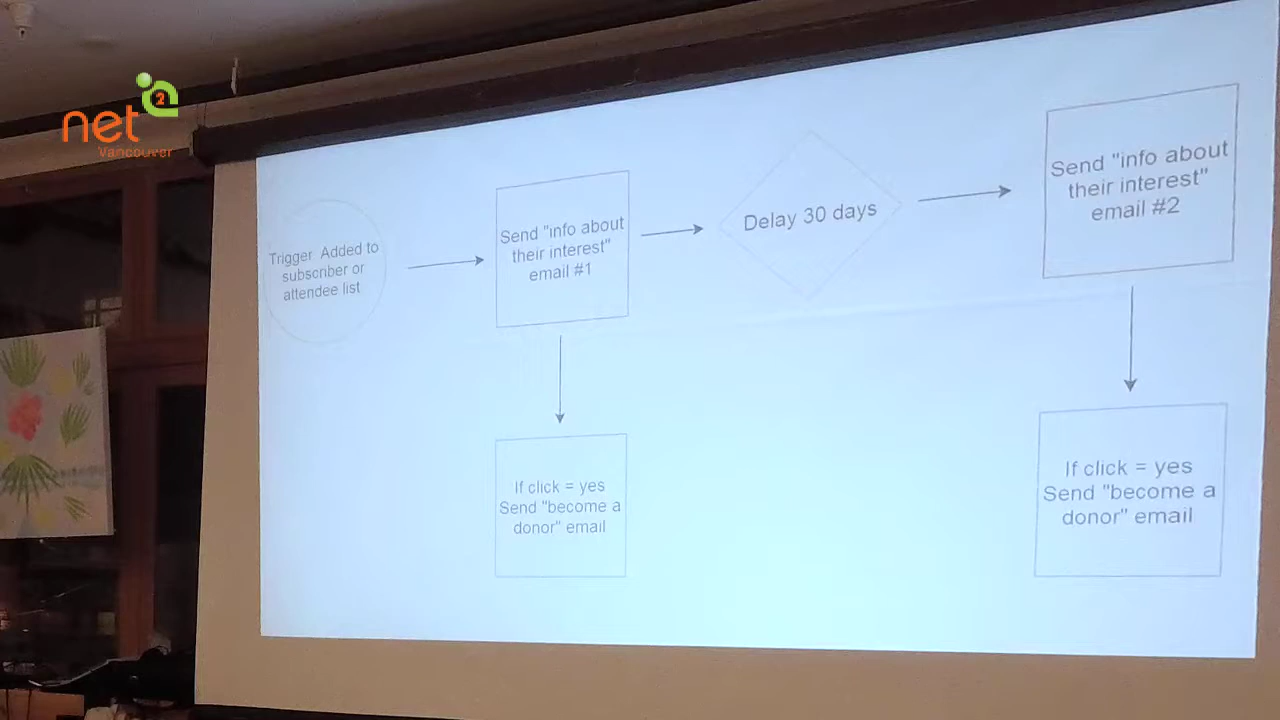 net2
Vancouver
Trigger Added to
subscriber or
attendee list
Send "info about
their interest"
email #1
Delay 30 days
Send "info about
their interest"
email #2
If click = yes
Send "become a
donor" email
If click = yes
Send "become a
donor" email